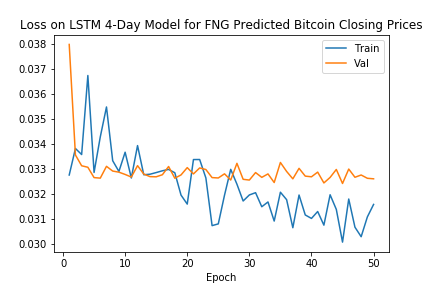 Loss on LSTM 4-Day Model for FNG Predicted Bitcoin Closing Prices
Train
Val
0.038
0.037
0.036
0.035
0.034
0.033
0.032
0.031
0.030
0 10 20 30 40 50
Epoch